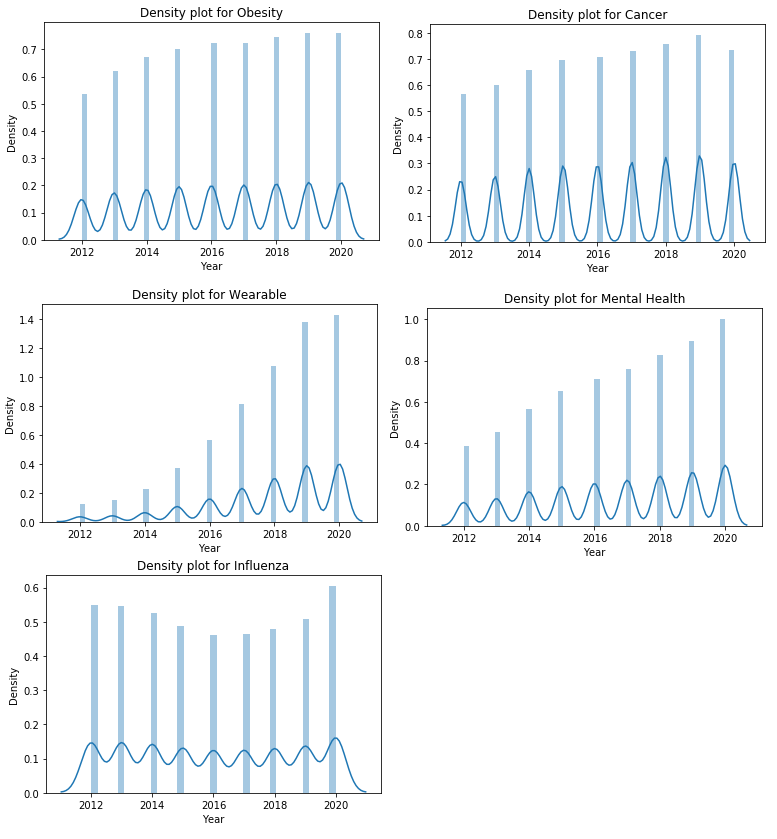 Density plot for Obesity
0.7
0.6
0.5
0.4
0.3
0.2
0.1
0.0
Density
2012 2014 2016 2018 2020
Year
Density plot for Cancer
0.8
0.7
0.6
0.5
0.4
0.3
0.2
0.1
0.0
Density
2012 2014 2016 2018 2020
Year
Density plot for Wearable
1.4
1.2
1.0
0.8
0.6
0.4
0.2
0.0
Density
2012 2014 2016 2018 2020
Year
Density plot for Mental Health
1.0
0.8
0.6
0.4
0.2
0.0
Density
2012 2014 2016 2018 2020
Year
Density plot for Influenza
0.6
0.5
0.4
0.3
0.2
0.1
0.0
Density
2012 2014 2016 2018 2020
Year